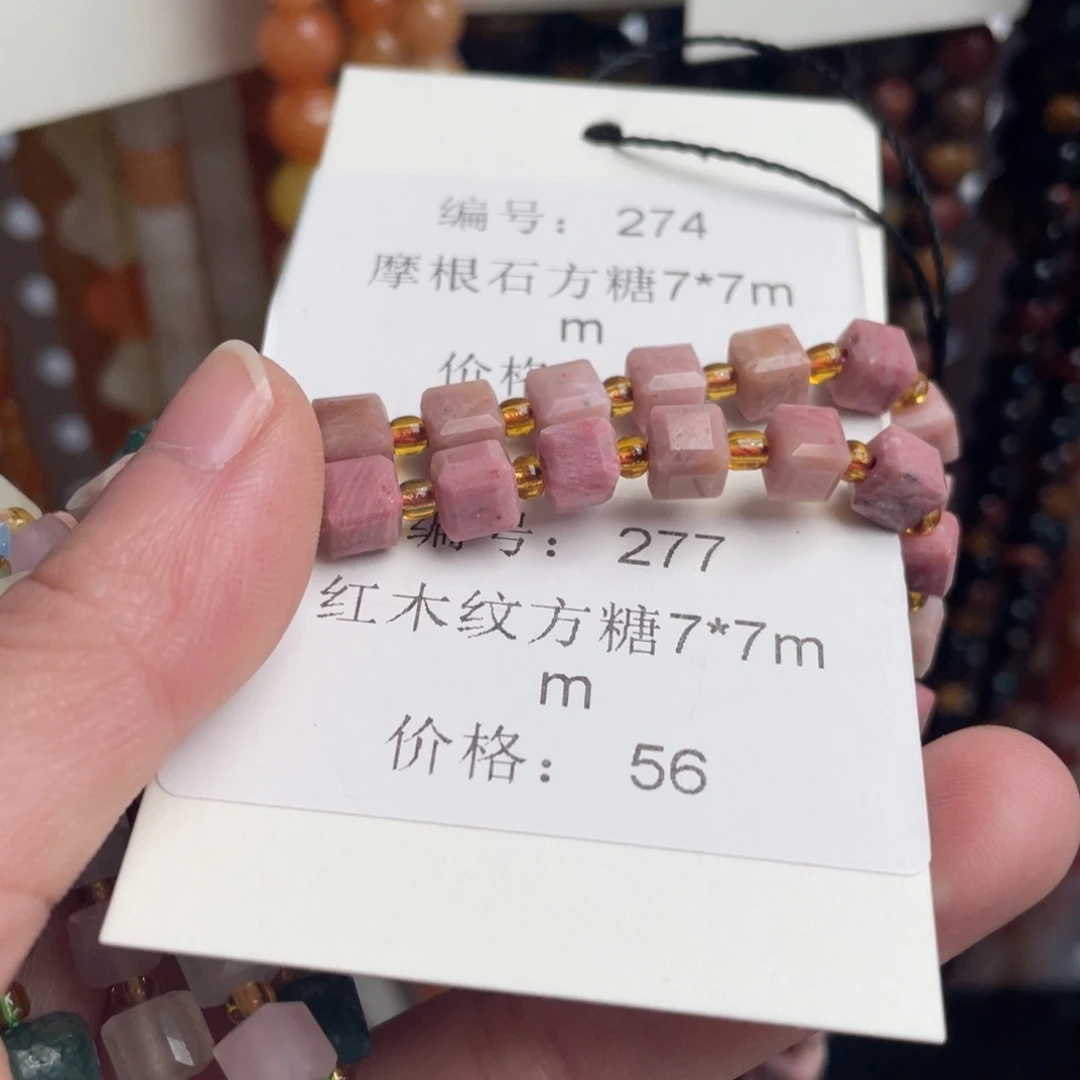 编号： 274
摩根石方糖7*7m
m
价格
编号： 277
红木纹方糖7*7m
m
价格： 56